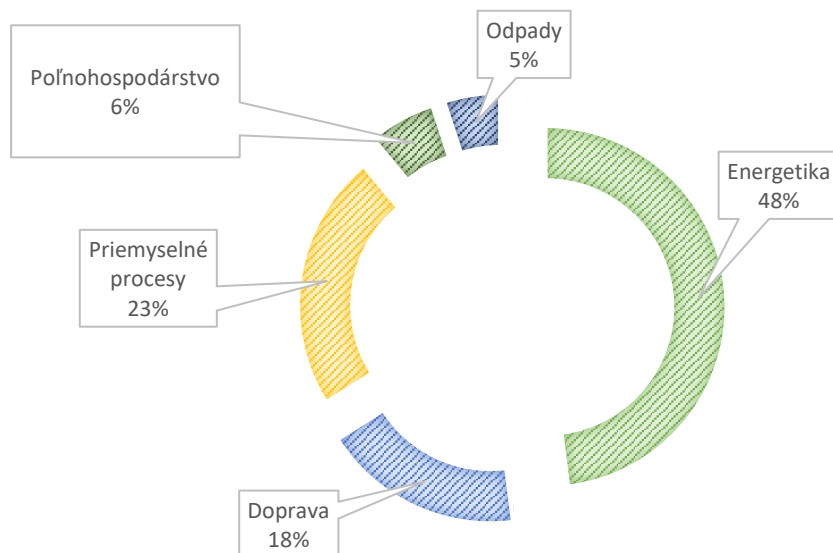 Odpady
5%
Poľnohospodárstvo
6%
Energetika
48%
Priemyselné
procesy
23%
Doprava
18%